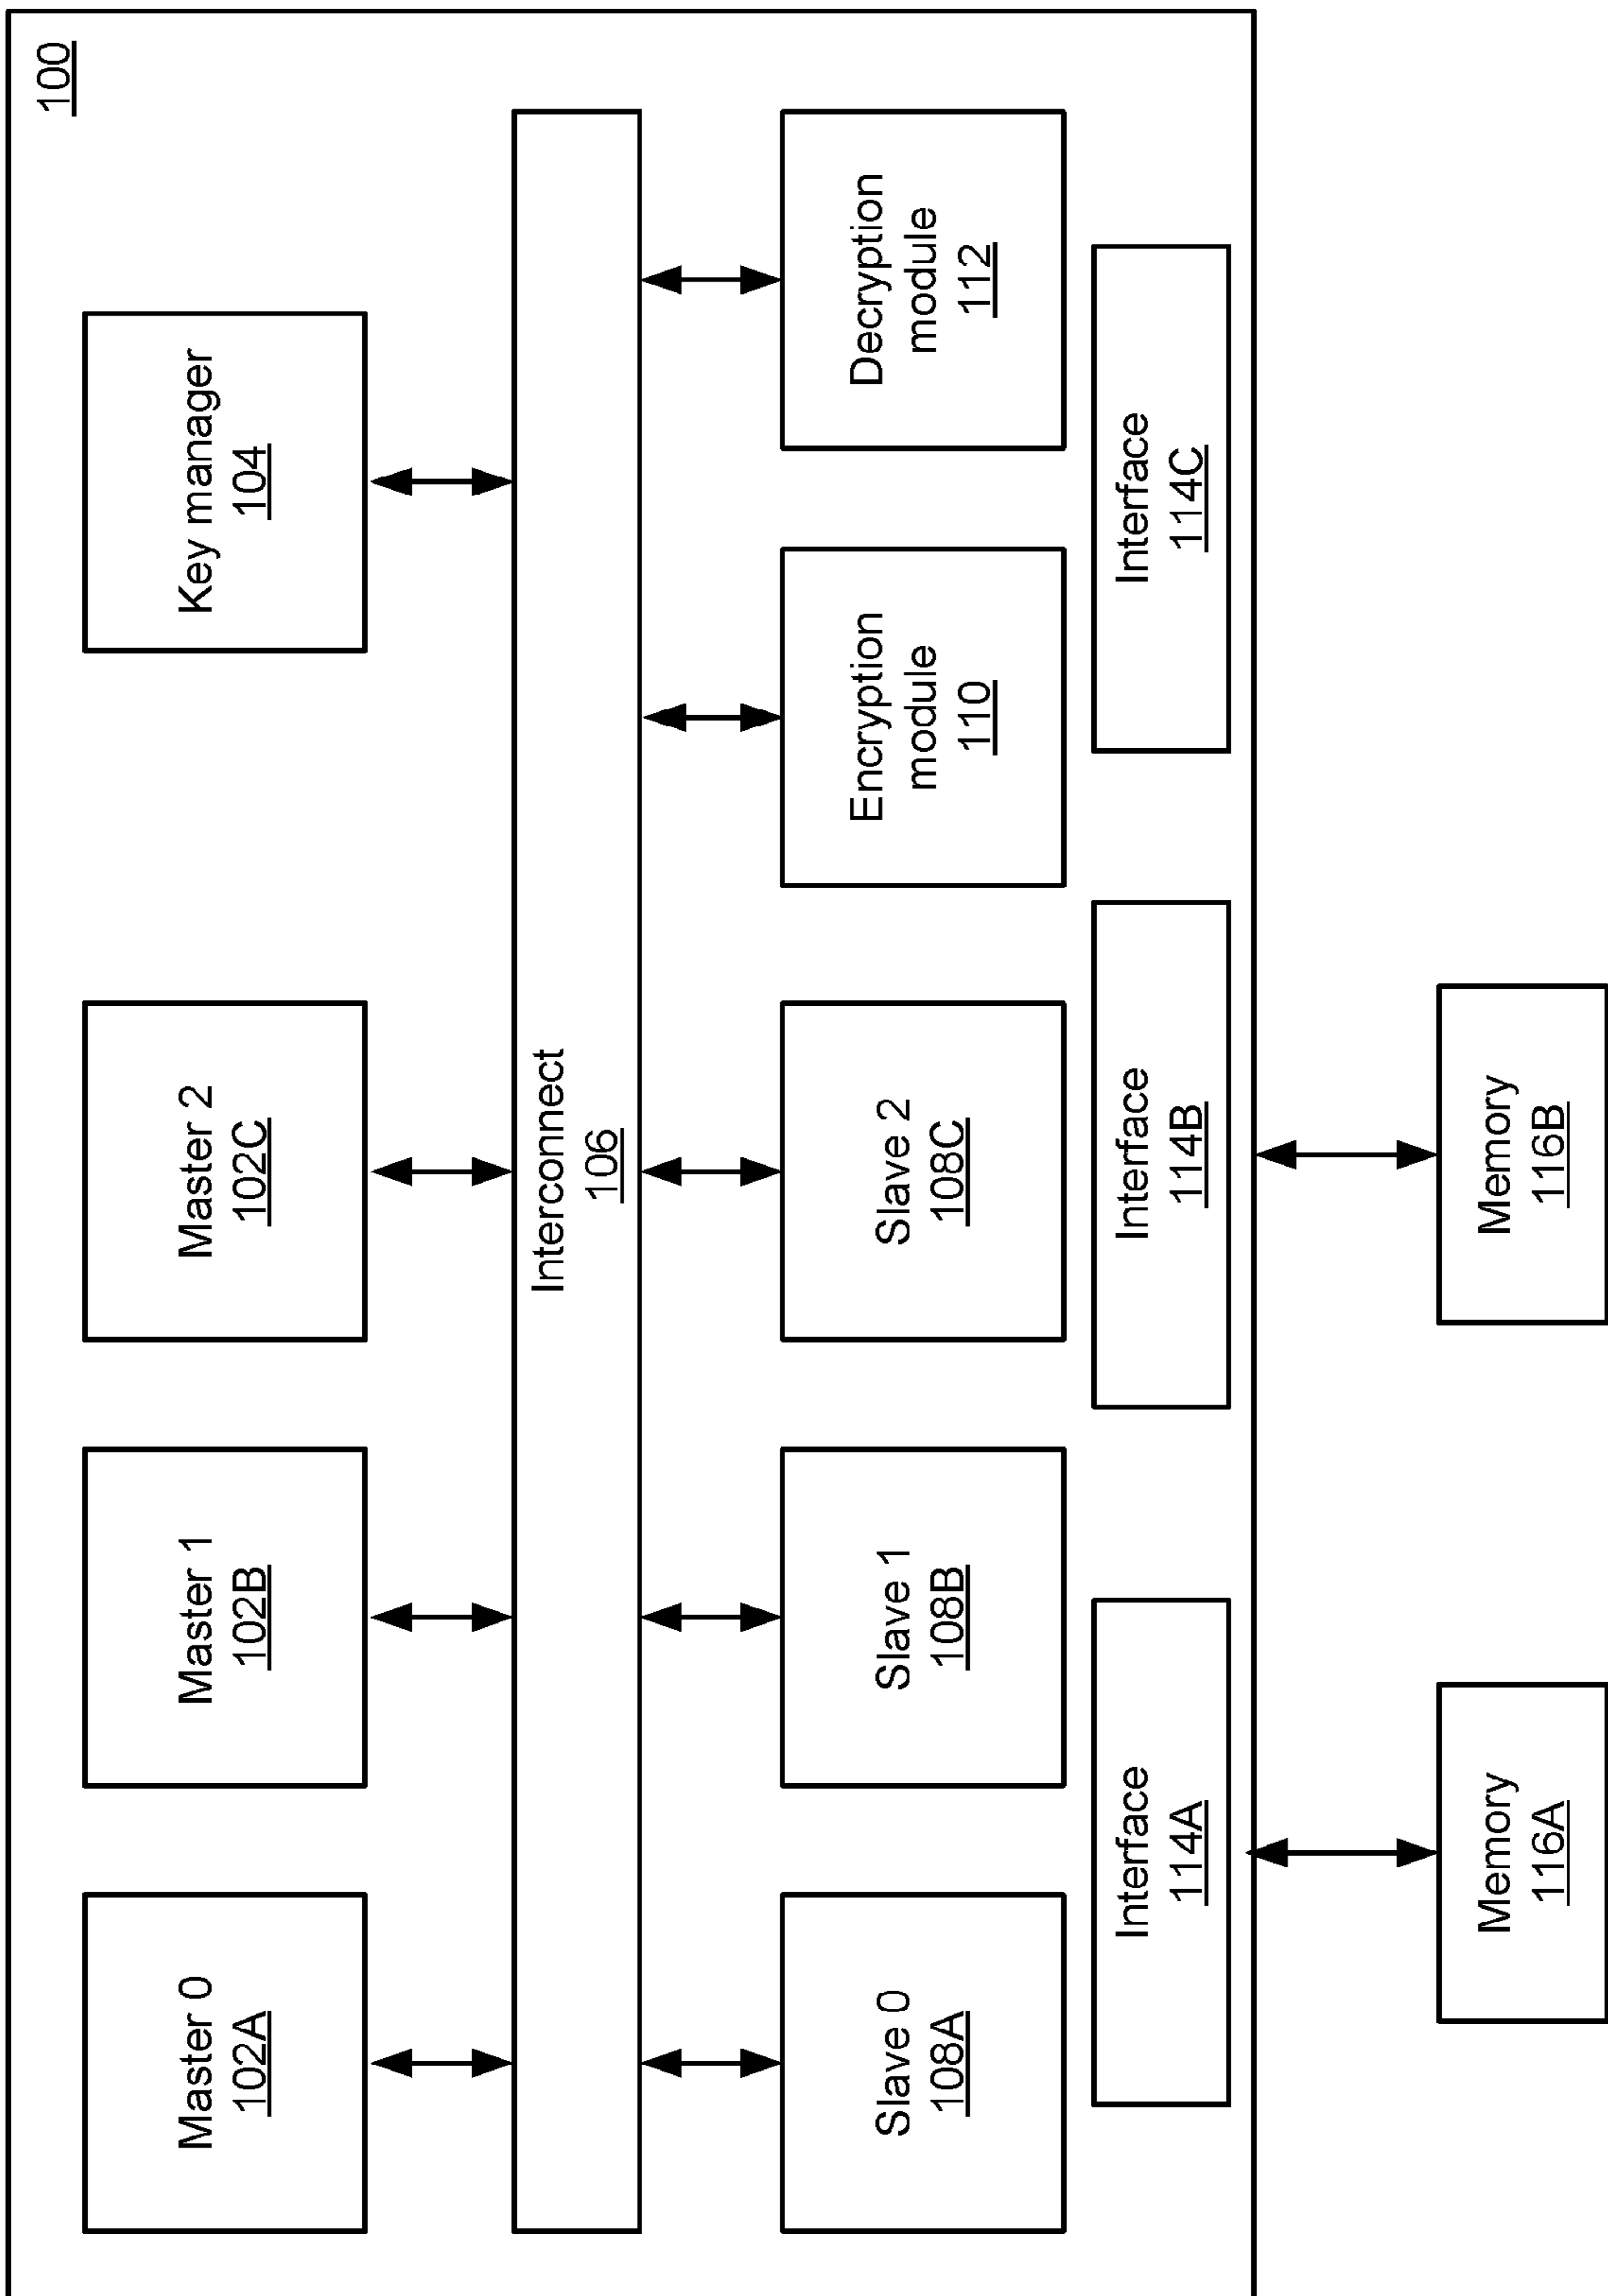 100
Master 0
102A
Master 1
102B
Master 2
102C
Key manager
104
Interconnect
106
Slave 0
108A
Slave 1
108B
Slave 2
108C
Encryption
module
110
Decryption
module
112
Interface
114A
Interface
114B
Interface
114C
Memory
116A
Memory
116B